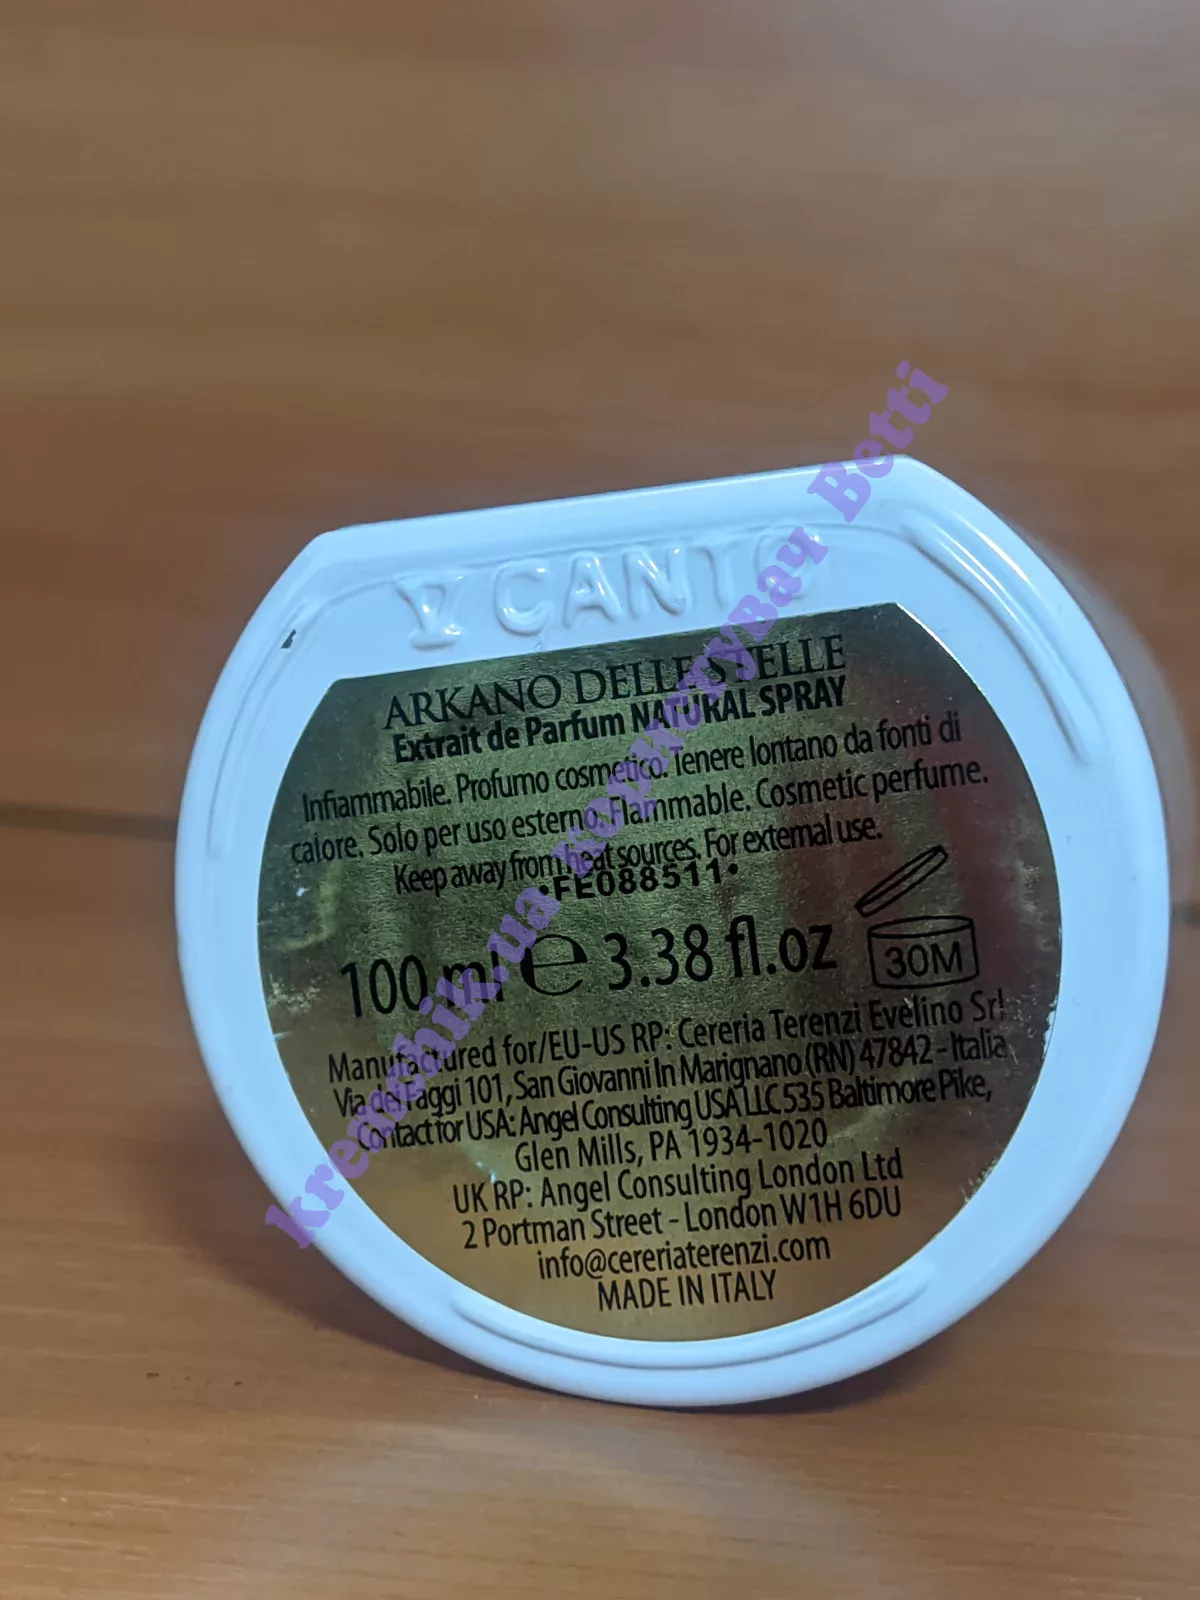 V CANTO
ARKANO DELLE STELLE
Extrait de Parfum NATURAL SPRAY
Infiammabile. Profumo cosmetico. Tenere lontano da fonti di
calore. Solo per uso esterno. Flammable. Cosmetic perfume.
Keep away from heat sources. For external use.
•FE088511•
100 ml e 3.38 fl.oz 30M
Manufactured for/EU-US RP: Cereria Terenzi Evelino Srl
Via dei Faggi 101, San Giovanni In Marignano (RN) 47842 - Italia
Contact for USA: Angel Consulting USA LLC 535 Baltimore Pike,
Glen Mills, PA 1934-1020
UK RP: Angel Consulting London Ltd
2 Portman Street - London W1H 6DU
info@cereriaterenzi.com
MADE IN ITALY
Betti